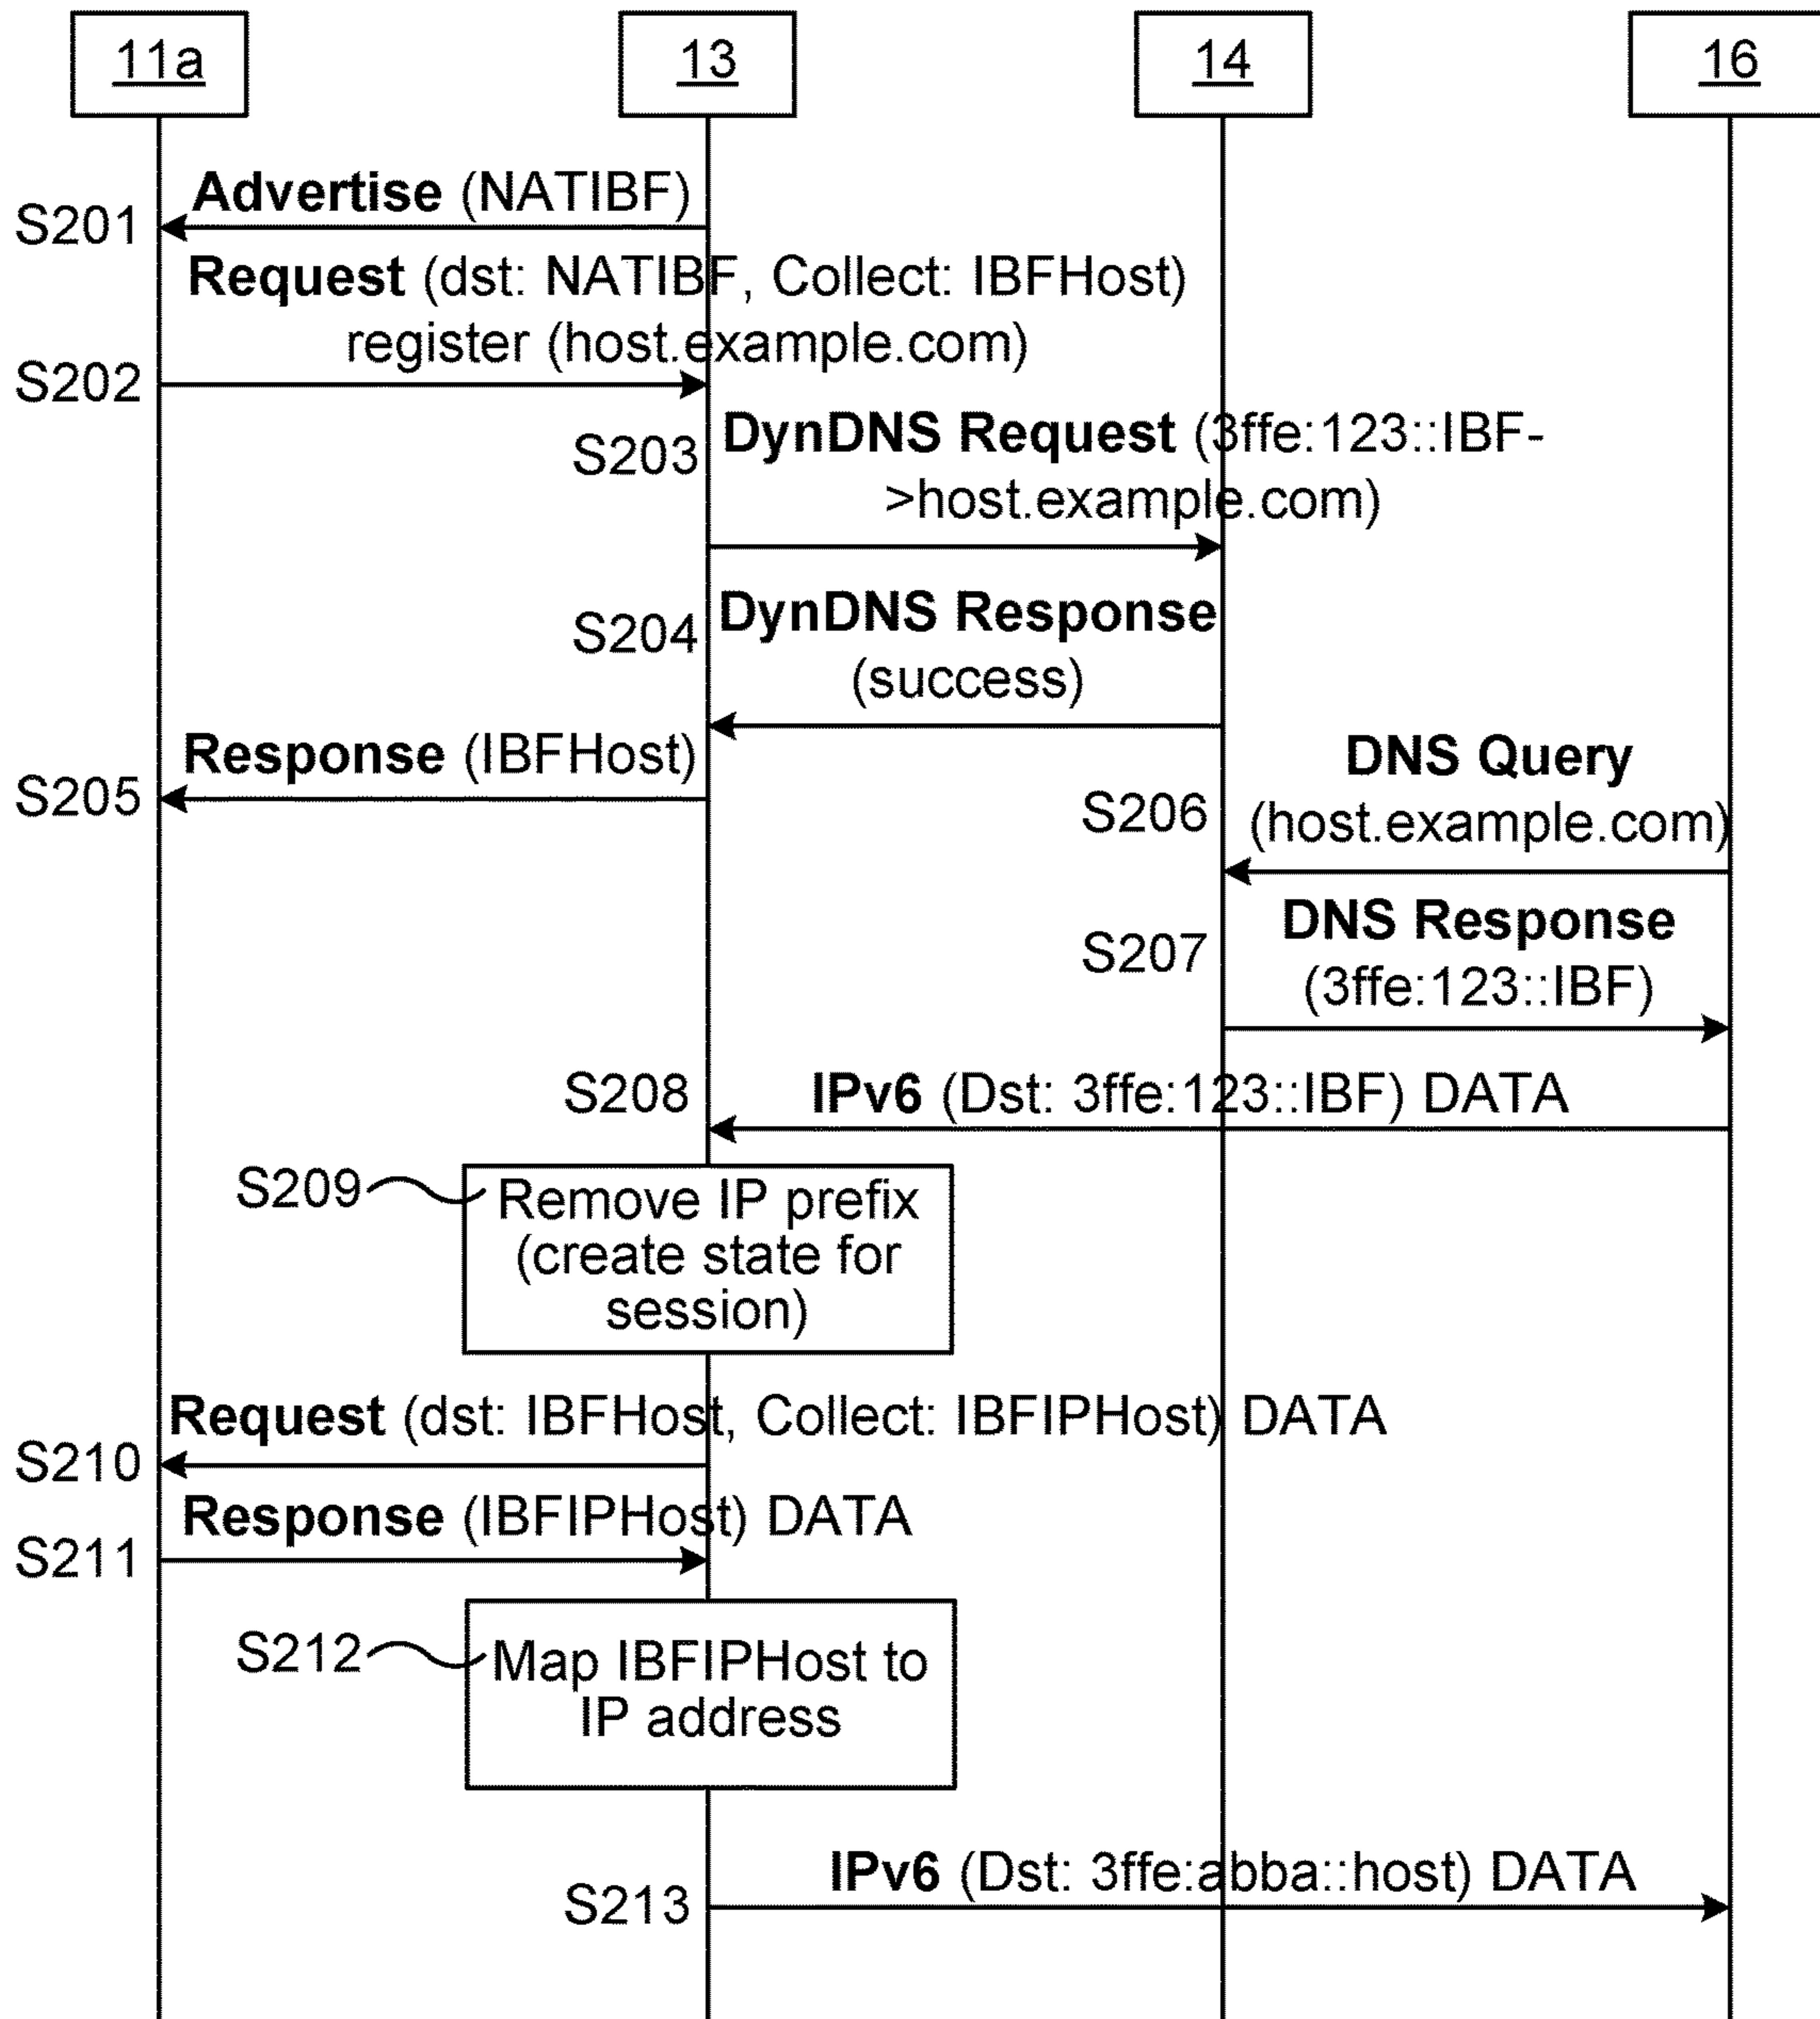 11a
13
14
16
Advertise (NATIBF)
S201
Request (dst: NATIBF, Collect: IBFHost)
register (host.example.com)
S202
DynDNS Request (3ffe:123::IBF-
S203
>host.example.com)
DynDNS Response
S204
(success)
Response (IBFHost)
S205
DNS Query
S206
(host.example.com)
DNS Response
S207
(3ffe:123::IBF)
S208
IPv6 (Dst: 3ffe:123::IBF) DATA
S209
Remove IP prefix
(create state for
session)
Request (dst: IBFHost, Collect: IBFIPHost) DATA
S210
Response (IBFIPHost) DATA
S211
S212
Map IBFIPHost to
IP address
IPv6 (Dst: 3ffe:abba::host) DATA
S213